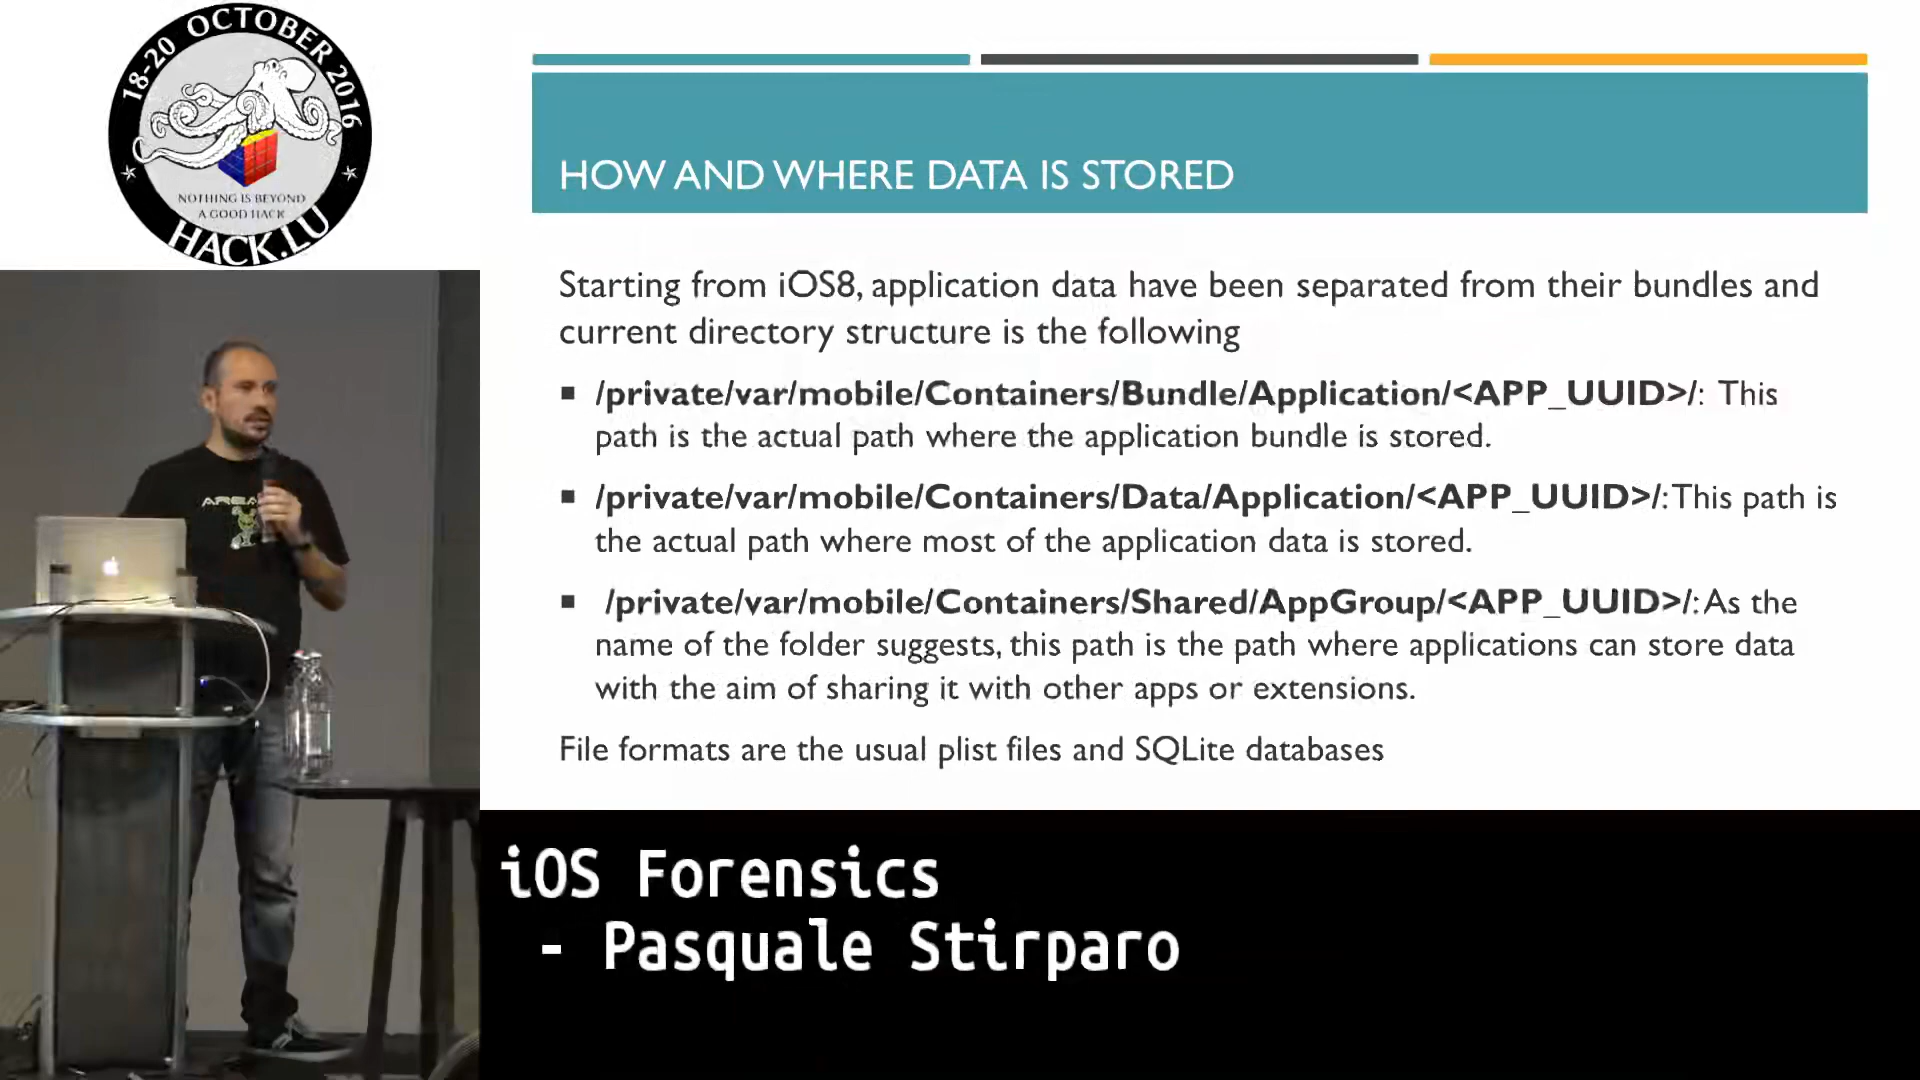 18-20 OCTOBER 2016
NOTHING IS BEYOND
A GOOD HACK
HACK.LU
HOW AND WHERE DATA IS STORED
Starting from iOS8, application data have been separated from their bundles and
current directory structure is the following
▪ /private/var/mobile/Containers/Bundle/Application/<APP_UUID>/: This
path is the actual path where the application bundle is stored.
▪ /private/var/mobile/Containers/Data/Application/<APP_UUID>/: This path is
the actual path where most of the application data is stored.
▪ /private/var/mobile/Containers/Shared/AppGroup/<APP_UUID>/: As the
name of the folder suggests, this path is the path where applications can store data
with the aim of sharing it with other apps or extensions.
File formats are the usual plist files and SQLite databases
iOS Forensics
- Pasquale Stirparo